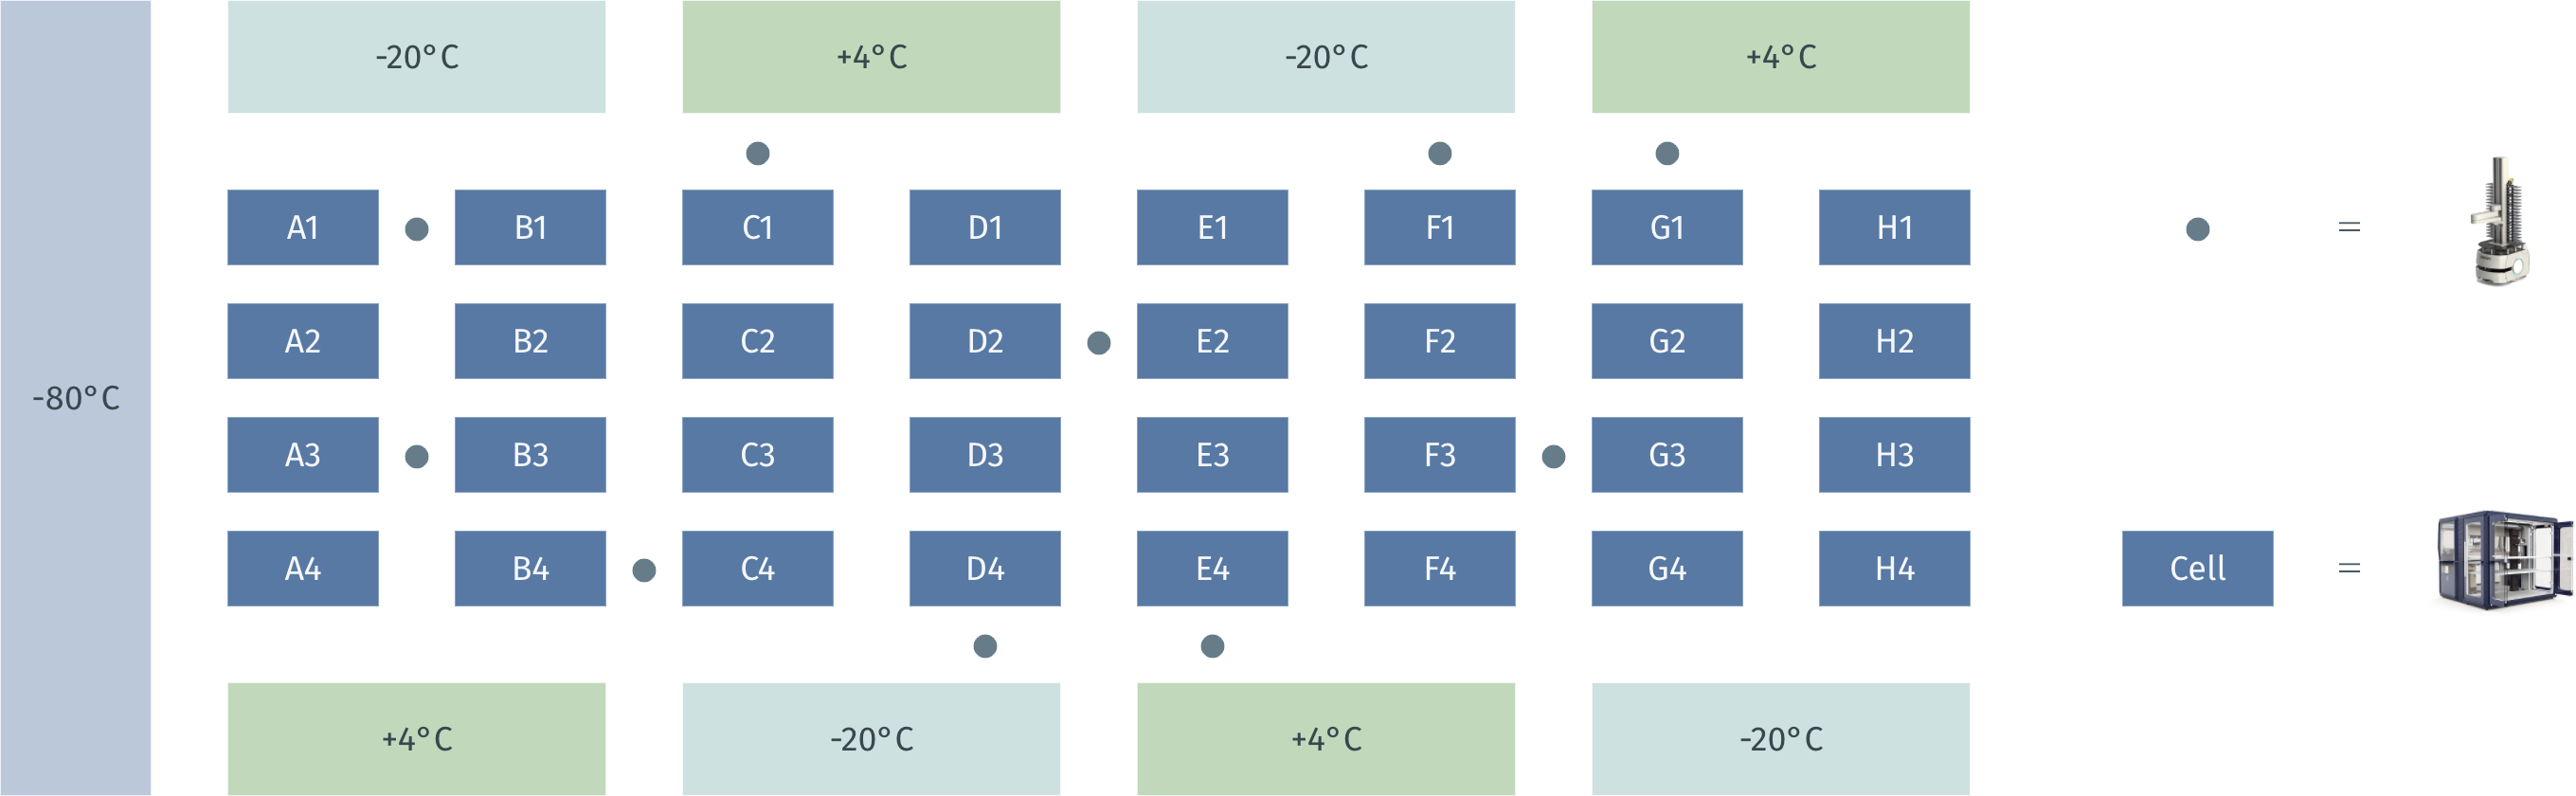 -20°C
+4°C
-20°C
+4°C
A1 B1 C1 D1 E1 F1 G1 H1 =
A2 B2 C2 D2 E2 F2 G2 H2
-80°C
A3 B3 C3 D3 E3 F3 G3 H3
A4 B4 C4 D4 E4 F4 G4 H4 Cell =
+4°C
-20°C
+4°C
-20°C